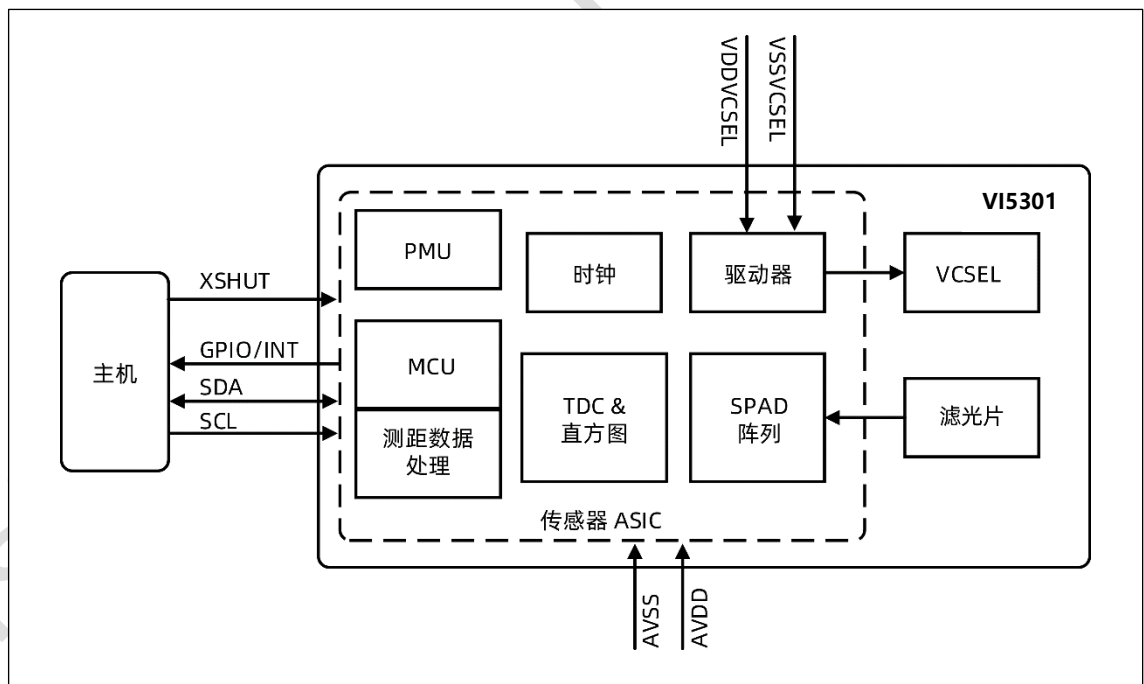 VDDVCSEL
VSSVCSEL
VI5301
PMU
时钟
驱动器
VCSEL
XSHUT
GPIO/INT
主机
SDA
SCL
MCU
测距数据
处理
TDC &
直方图
SPAD
阵列
滤光片
传感器 ASIC
AVSS
AVDD